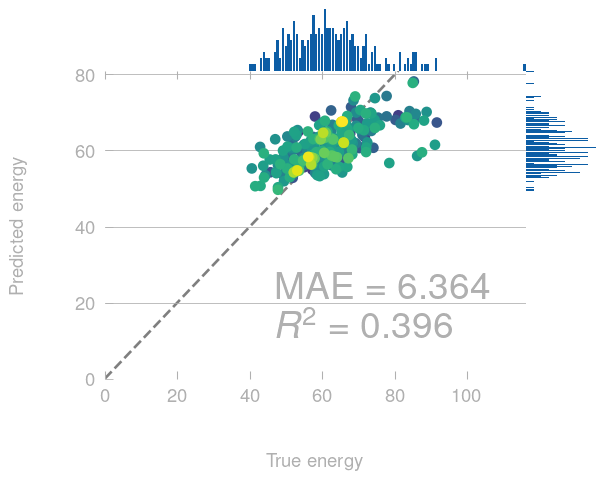 80
60
40
20
0
Predicted energy
MAE = 6.364
R² = 0.396
0 20 40 60 80 100
True energy